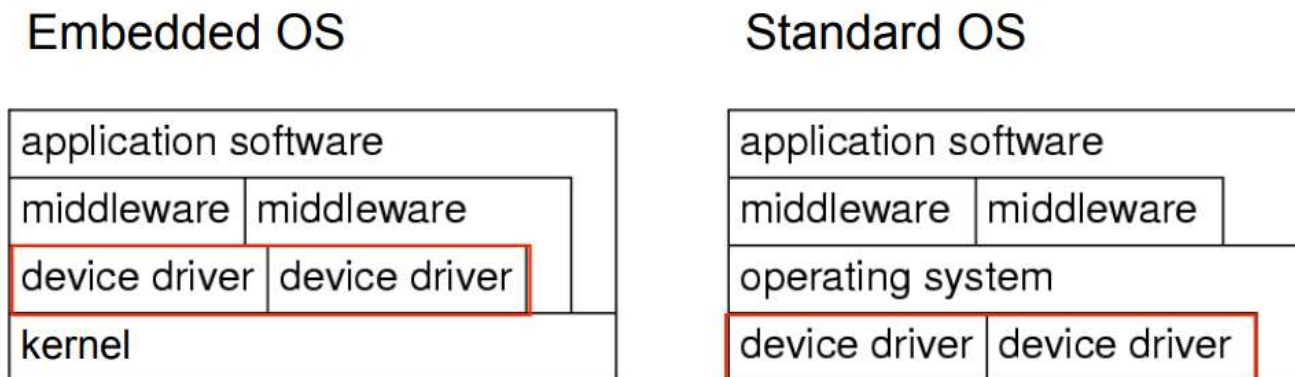 Embedded OS
application software
middleware middleware
device driver device driver
kernel
Standard OS
application software
middleware middleware
operating system
device driver device driver